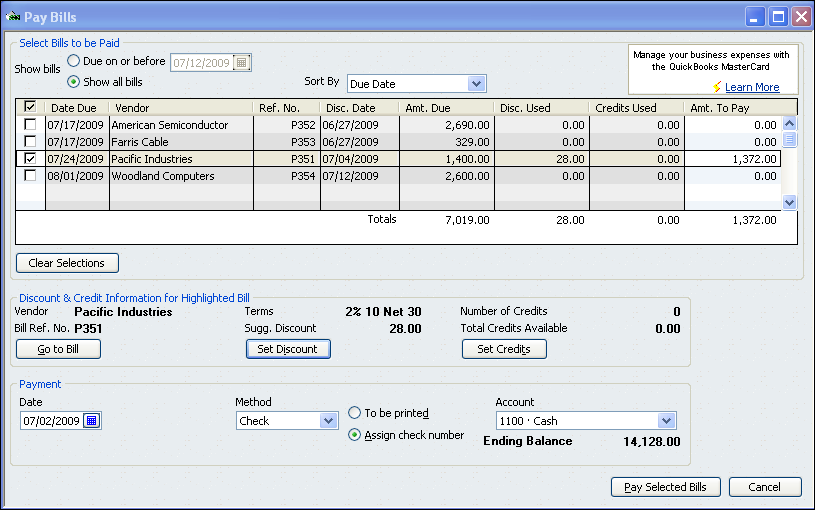 Pay Bills
Select Bills to be Paid
Show bills
Due on or before 07/12/2009
Show all bills
Sort By Due Date
Manage your business expenses with
the QuickBooks MasterCard
Learn More
Date Due Vendor Ref. No. Disc. Date Amt. Due Disc. Used Credits Used Amt. To Pay
07/17/2009 American Semiconductor P352 06/27/2009 2,690.00 0.00 0.00 0.00
07/17/2009 Farris Cable P353 06/27/2009 329.00 0.00 0.00 0.00
07/24/2009 Pacific Industries P351 07/04/2009 1,400.00 28.00 0.00 1,372.00
08/01/2009 Woodland Computers P354 07/12/2009 2,600.00 0.00 0.00 0.00
Totals 7,019.00 28.00 0.00 1,372.00
Clear Selections
Discount & Credit Information for Highlighted Bill
Vendor Pacific Industries Terms 2% 10 Net 30 Number of Credits 0
Bill Ref. No. P351 Sugg. Discount 28.00 Total Credits Available 0.00
Go to Bill Set Discount Set Credits
Payment
Date Method Account
07/02/2009 Check To be printed 1100 · Cash
Assign check number
Ending Balance 14,128.00
Pay Selected Bills Cancel